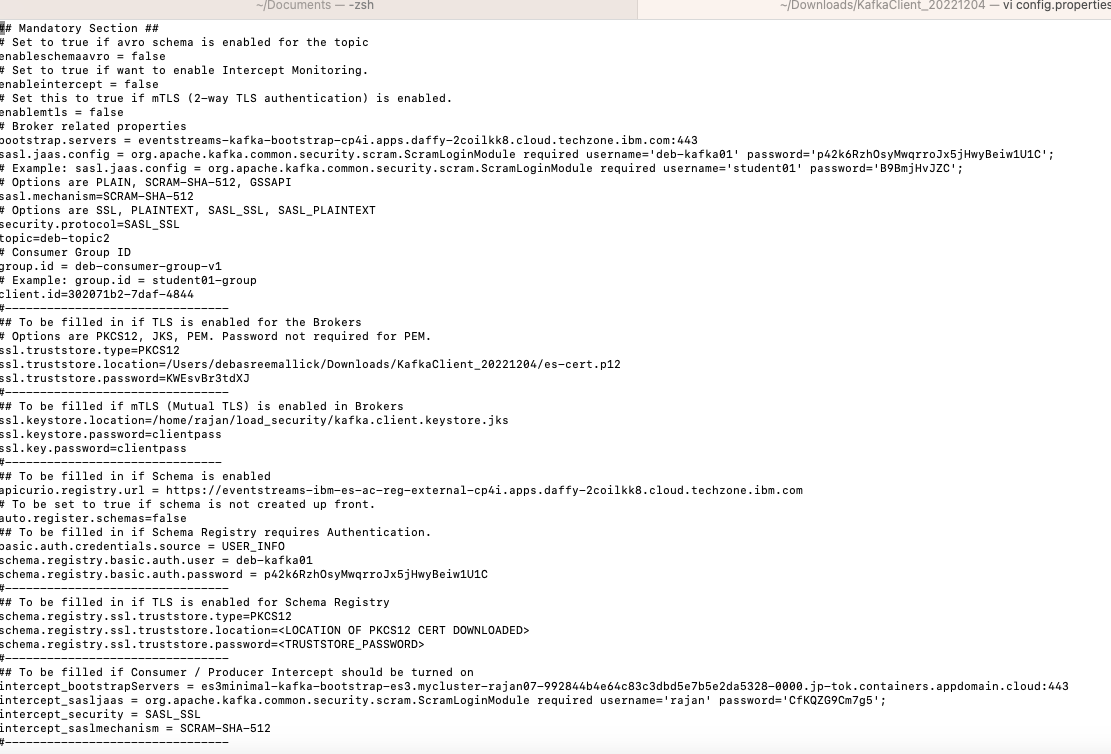 ~/Documents — -zsh
~/Downloads/KafkaClient_20221204 — vi config.properties
## Mandatory Section ##
# Set to true if avro schema is enabled for the topic
enableschemaavro = false
# Set to true if want to enable Intercept Monitoring.
enableintercept = false
# Set this to true if mTLS (2-way TLS authentication) is enabled.
enablemtls = false
# Broker related properties
bootstrap.servers = eventstreams-kafka-bootstrap-cp4i.apps.daffy-2coilkk8.cloud.techzone.ibm.com:443
sasl.jaas.config = org.apache.kafka.common.security.scram.ScramLoginModule required username='deb-kafka01' password='p42k6RzhOsyMwqrroJx5jHwyBeiw1U1C';
# Example: sasl.jaas.config = org.apache.kafka.common.security.scram.ScramLoginModule required username='student01' password='B9BmjHvJZC';
# Options are PLAIN, SCRAM-SHA-512, GSSAPI
sasl.mechanism=SCRAM-SHA-512
# Options are SSL, PLAINTEXT, SASL_SSL, SASL_PLAINTEXT
security.protocol=SASL_SSL
topic=deb-topic2
# Consumer Group ID
group.id = deb-consumer-group-v1
# Example: group.id = student01-group
client.id=302071b2-7daf-4844
#--------------------------------
## To be filled in if TLS is enabled for the Brokers
# Options are PKCS12, JKS, PEM. Password not required for PEM.
ssl.truststore.type=PKCS12
ssl.truststore.location=/Users/debasreemallick/Downloads/KafkaClient_20221204/es-cert.p12
ssl.truststore.password=KWEsvBr3tdXJ
#--------------------------------
## To be filled if mTLS (Mutual TLS) is enabled in Brokers
ssl.keystore.location=/home/rajan/load_security/kafka.client.keystore.jks
ssl.keystore.password=clientpass
ssl.key.password=clientpass
#-------------------------------
## To be filled in if Schema is enabled
apicurio.registry.url = https://eventstreams-ibm-es-ac-reg-external-cp4i.apps.daffy-2coilkk8.cloud.techzone.ibm.com
# To be set to true if schema is not created up front.
auto.register.schemas=false
## To be filled in if Schema Registry requires Authentication.
basic.auth.credentials.source = USER_INFO
schema.registry.basic.auth.user = deb-kafka01
schema.registry.basic.auth.password = p42k6RzhOsyMwqrroJx5jHwyBeiw1U1C
#--------------------------------
## To be filled in if TLS is enabled for Schema Registry
schema.registry.ssl.truststore.type=PKCS12
schema.registry.ssl.truststore.location=<LOCATION OF PKCS12 CERT DOWNLOADED>
schema.registry.ssl.truststore.password=<TRUSTSTORE_PASSWORD>
#--------------------------------
## To be filled if Consumer / Producer Intercept should be turned on
intercept_bootstrapServers = es3minimal-kafka-bootstrap-es3.mycluster-rajan07-992844b4e64c83c3dbd5e7b5e2da5328-0000.jp-tok.containers.appdomain.cloud:443
intercept_sasljaas = org.apache.kafka.common.security.scram.ScramLoginModule required username='rajan' password='CfKQZG9Cm7g5';
intercept_security = SASL_SSL
intercept_saslmechanism = SCRAM-SHA-512
#--------------------------------